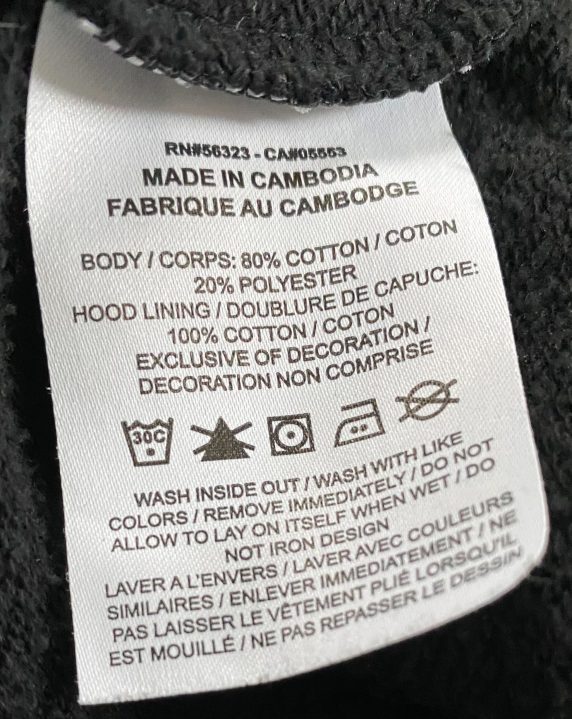 RN#56323 - CA#05553
MADE IN CAMBODIA
FABRIQUE AU CAMBODGE
BODY / CORPS: 80% COTTON / COTON
20% POLYESTER
HOOD LINING / DOUBLURE DE CAPUCHE:
100% COTTON / COTON
EXCLUSIVE OF DECORATION /
DECORATION NON COMPRISE
30C
WASH INSIDE OUT / WASH WITH LIKE
COLORS / REMOVE IMMEDIATELY / DO NOT
ALLOW TO LAY ON ITSELF WHEN WET / DO
NOT IRON DESIGN
LAVER A L'ENVERS / LAVER AVEC COULEURS
SIMILAIRES / ENLEVER IMMEDIATEMENT / NE
PAS LAISSER LE VÊTEMENT PLIÉ LORSQU'IL
EST MOUILLÉ / NE PAS REPASSER LE DESSIN